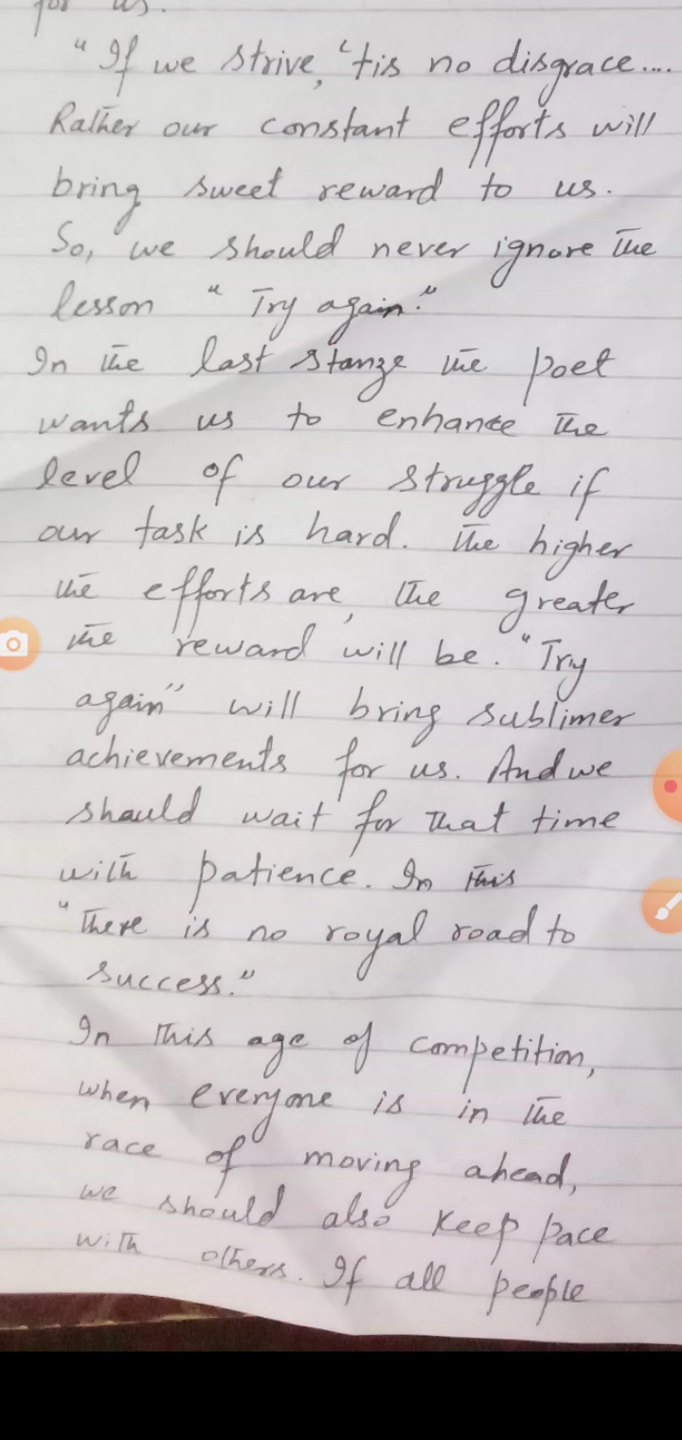 for us.
"If we strive, 'tis no disgrace....
Rather our constant efforts will
bring sweet reward to us.
So, we should never ignore the
lesson "Try again."
In the last stanze the poet
wants us to enhance the
level of our struggle if
our task is hard. The higher
the efforts are, the greater
the reward will be. "Try
again" will bring sublimer
achievements for us. And we
should wait for that time
with patience. In this
"There is no royal road to
success."
In this age of competition,
when everyone is in the
race of moving ahead,
we should also keep pace
with others. If all people